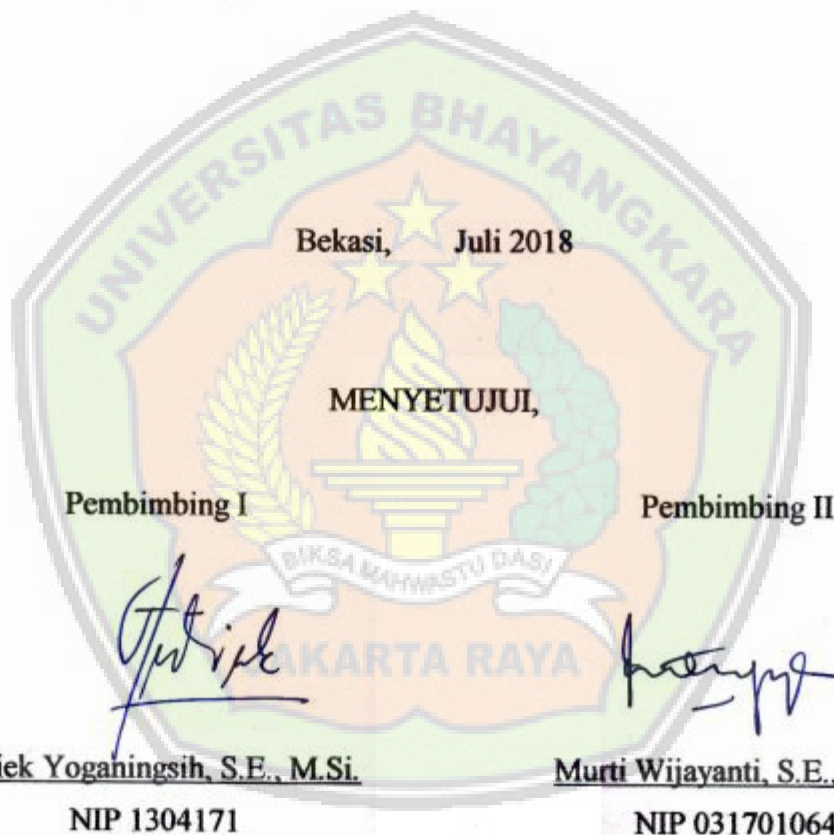 UNIVERSITAS BHAYANGKARA
Bekasi, Juli 2018
MENYETUJUI,
Pembimbing I Pembimbing II
BIKSA MAHWASTU DASI
JAKARTA RAYA
Yoganingsih, S.E., M.Si. Murti Wijayanti, S.E.,
NIP 1304171 NIP 031701064